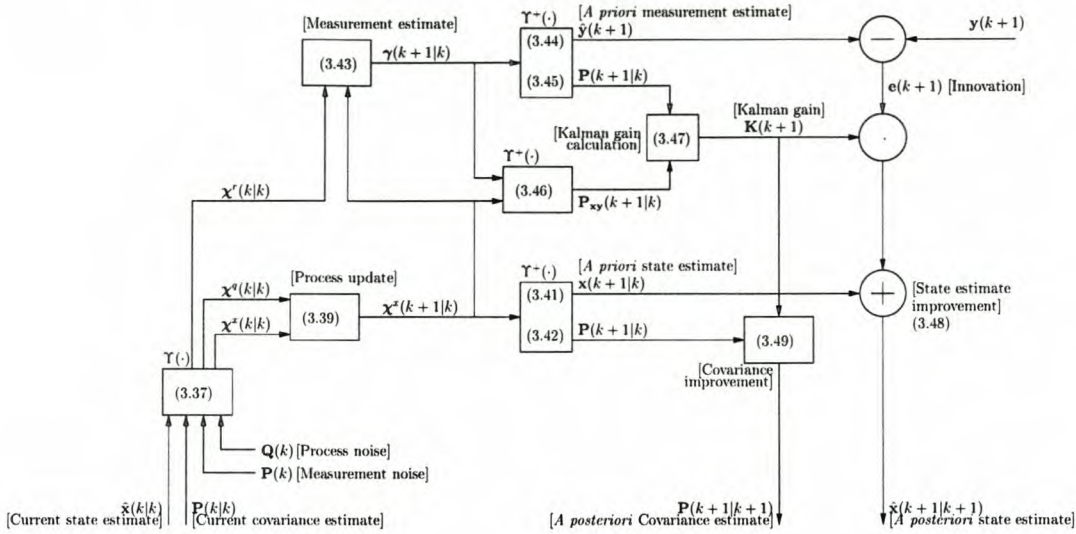 [A priori measurement estimate]
[Measurement estimate]
ϒ⁺(·)
(3.44)
ŷ(k+1)
y(k+1)
−
(3.43)
γ(k+1|k)
(3.45)
P(k+1|k)
e(k+1) [Innovation]
[Kalman gain]
K(k+1)
[Kalman gain
calculation]
(3.47)
·
ϒ⁺(·)
(3.46)
P_xy(k+1|k)
χʳ(k|k)
[A priori state estimate]
ϒ⁺(·)
(3.41)
x(k+1|k)
+
[State estimate
improvement]
(3.48)
[Process update]
χ^q(k|k)
(3.39)
χˣ(k+1|k)
χˣ(k|k)
(3.42)
P(k+1|k)
(3.49)
[Covariance
improvement]
ϒ(·)
(3.37)
Q(k) [Process noise]
P(k) [Measurement noise]
x̂(k|k)
P(k|k)
P(k+1|k+1)
x̂(k+1|k+1)
[Current state estimate]
[Current covariance estimate]
[A posteriori Covariance estimate]
[A posteriori state estimate]